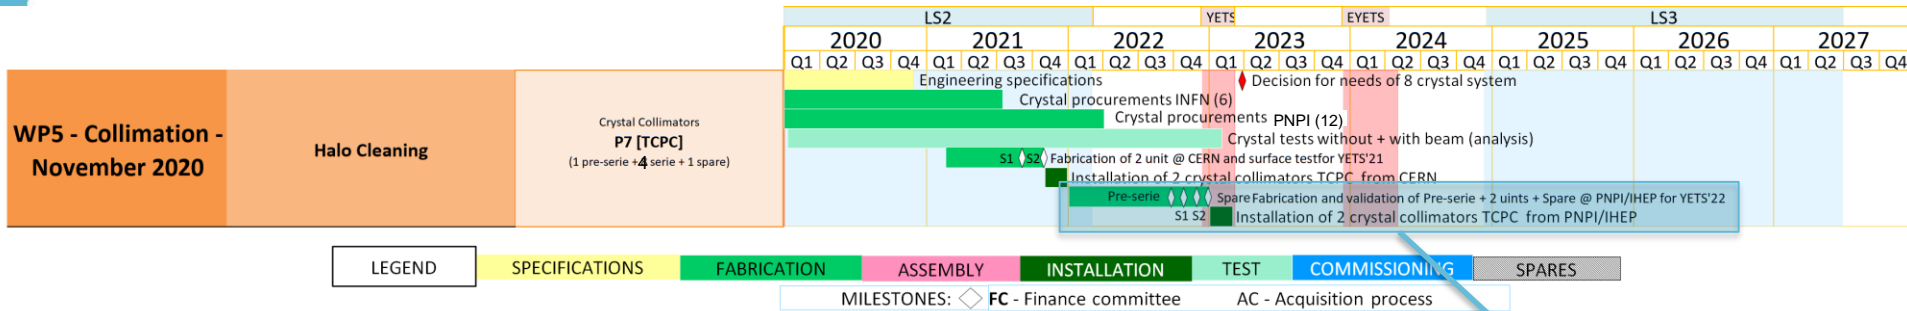 LS2 YETS EYETS LS3
2020 2021 2022 2023 2024 2025 2026 2027
Q1 Q2 Q3 Q4 Q1 Q2 Q3 Q4 Q1 Q2 Q3 Q4 Q1 Q2 Q3 Q4 Q1 Q2 Q3 Q4 Q1 Q2 Q3 Q4 Q1 Q2 Q3 Q4 Q1 Q2 Q3 Q4
WP5 - Collimation -
November 2020
Halo Cleaning
Crystal Collimators
P7 [TCPC]
(1 pre-serie +4 serie + 1 spare)
Engineering specifications
Decision for needs of 8 crystal system
Crystal procurements INFN (6)
Crystal procurements PNPI (12)
Crystal tests without + with beam (analysis)
S1 S2 Fabrication of 2 unit @ CERN and surface testfor YETS'21
Installation of 2 crystal collimators TCPC from CERN
Pre-serie Spare Fabrication and validation of Pre-serie + 2 uints + Spare @ PNPI/IHEP for YETS'22
S1 S2 Installation of 2 crystal collimators TCPC from PNPI/IHEP
LEGEND SPECIFICATIONS FABRICATION ASSEMBLY INSTALLATION TEST COMMISSIONING SPARES
MILESTONES: FC - Finance committee AC - Acquisition process